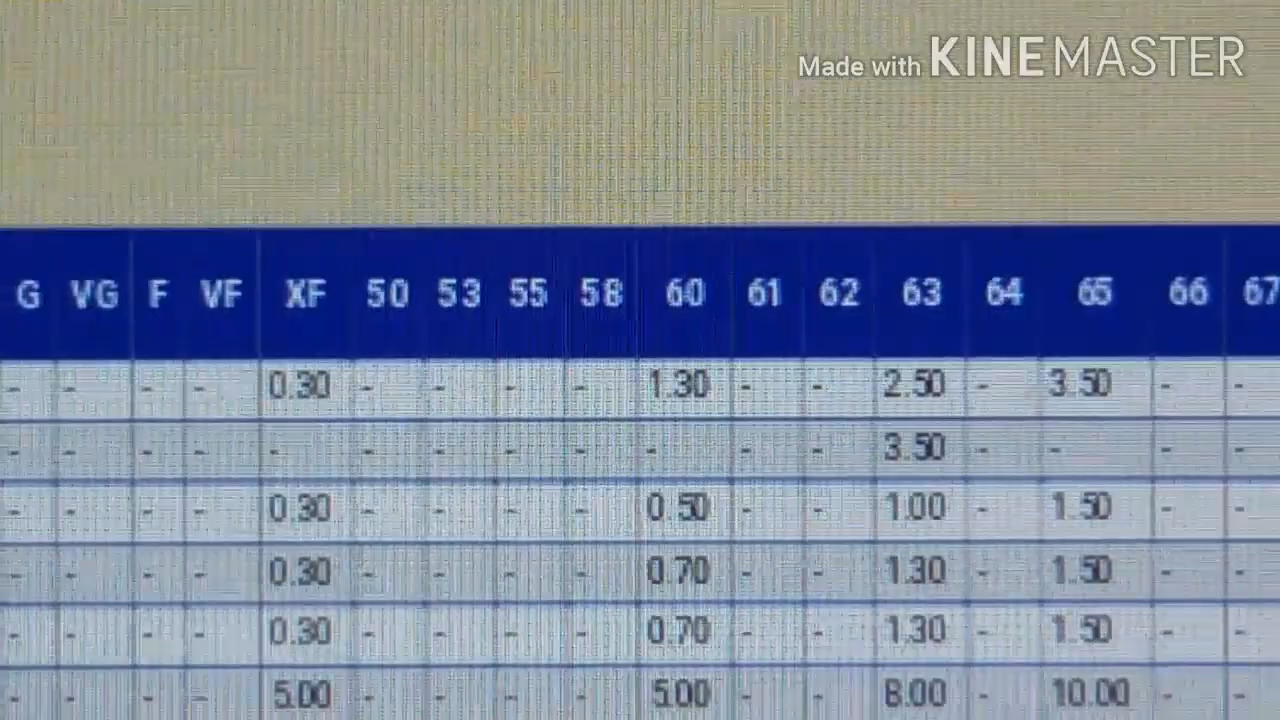 Made with KINEMASTER
G VG F VF XF 50 53 55 58 60 61 62 63 64 65 66 67
- - - - 0.30 - - - - 1.30 - - 2.50 - 3.50 - -
- - - - - - - - - - - - 3.50 - - - -
- - - - 0.30 - - - - 0.50 - - 1.00 - 1.50 - -
- - - - 0.30 - - - - 0.70 - - 1.30 - 1.50 - -
- - - - 0.30 - - - - 0.70 - - 1.30 - 1.50 - -
- - - - 5.00 - - - - 5.00 - - 8.00 - 10.00 - -